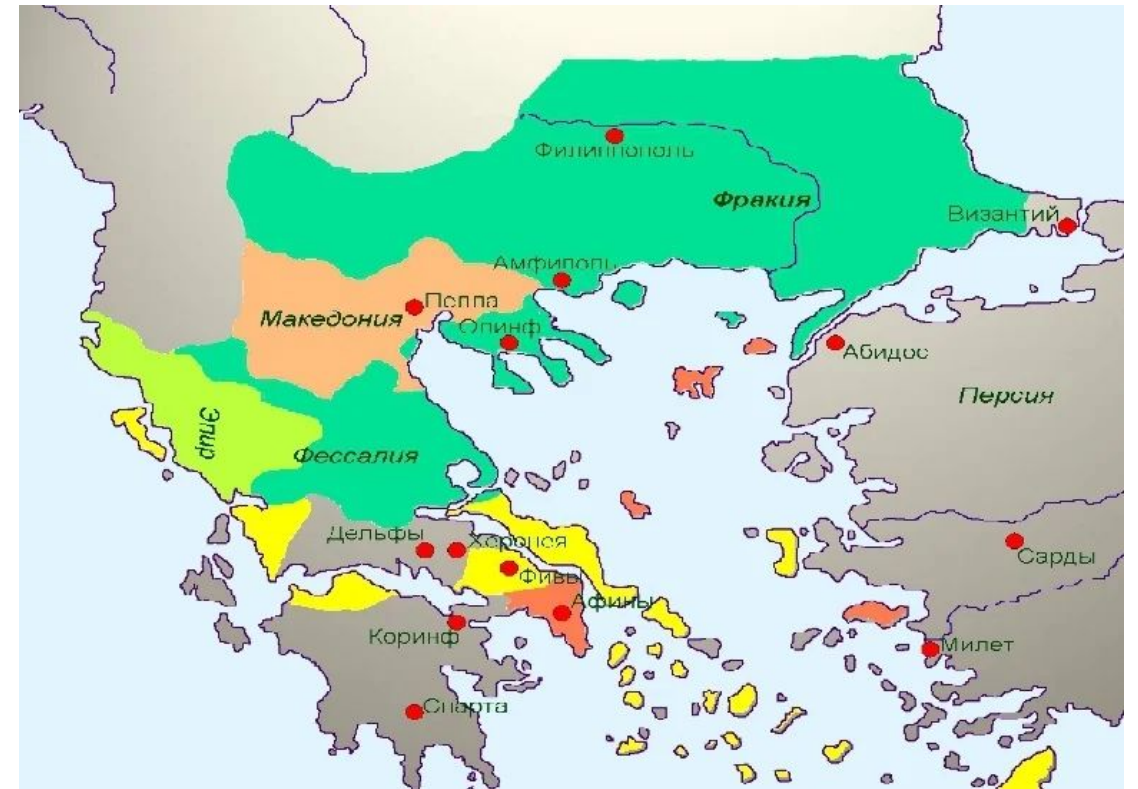 Филиппополь
Фракия
Византий
Амфиполь
Пелла
Македония
Олинф
Абидос
Персия
Эпир
Фессалия
Дельфы
Херонея
Сарды
Фивы
Афины
Коринф
Милет
Спарта